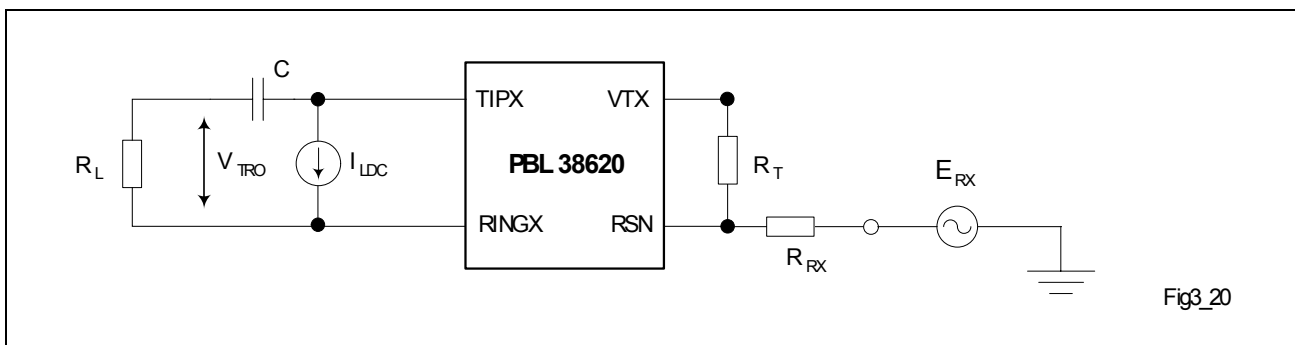 C
TIPX
VTX
R L
V TRO
I LDC
PBL 38620
R T
E RX
RINGX
RSN
R RX
Fig3_20